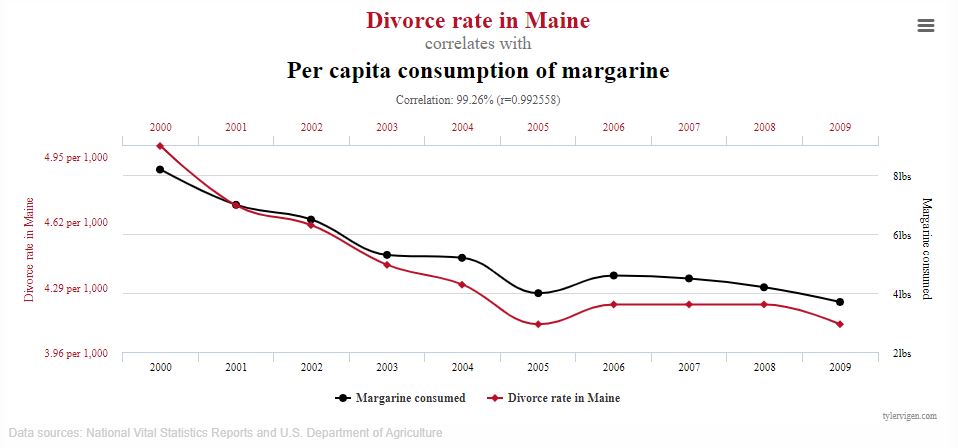 Divorce rate in Maine
correlates with
Per capita consumption of margarine
Correlation: 99.26% (r=0.992558)
2000 2001 2002 2003 2004 2005 2006 2007 2008 2009
Divorce rate in Maine
4.95 per 1,000
4.62 per 1,000
4.29 per 1,000
3.96 per 1,000
8lbs
6lbs
4lbs
2lbs
Margarine consumed
2000 2001 2002 2003 2004 2005 2006 2007 2008 2009
Margarine consumed Divorce rate in Maine
tylervigen.com
Data sources: National Vital Statistics Reports and U.S. Department of Agriculture